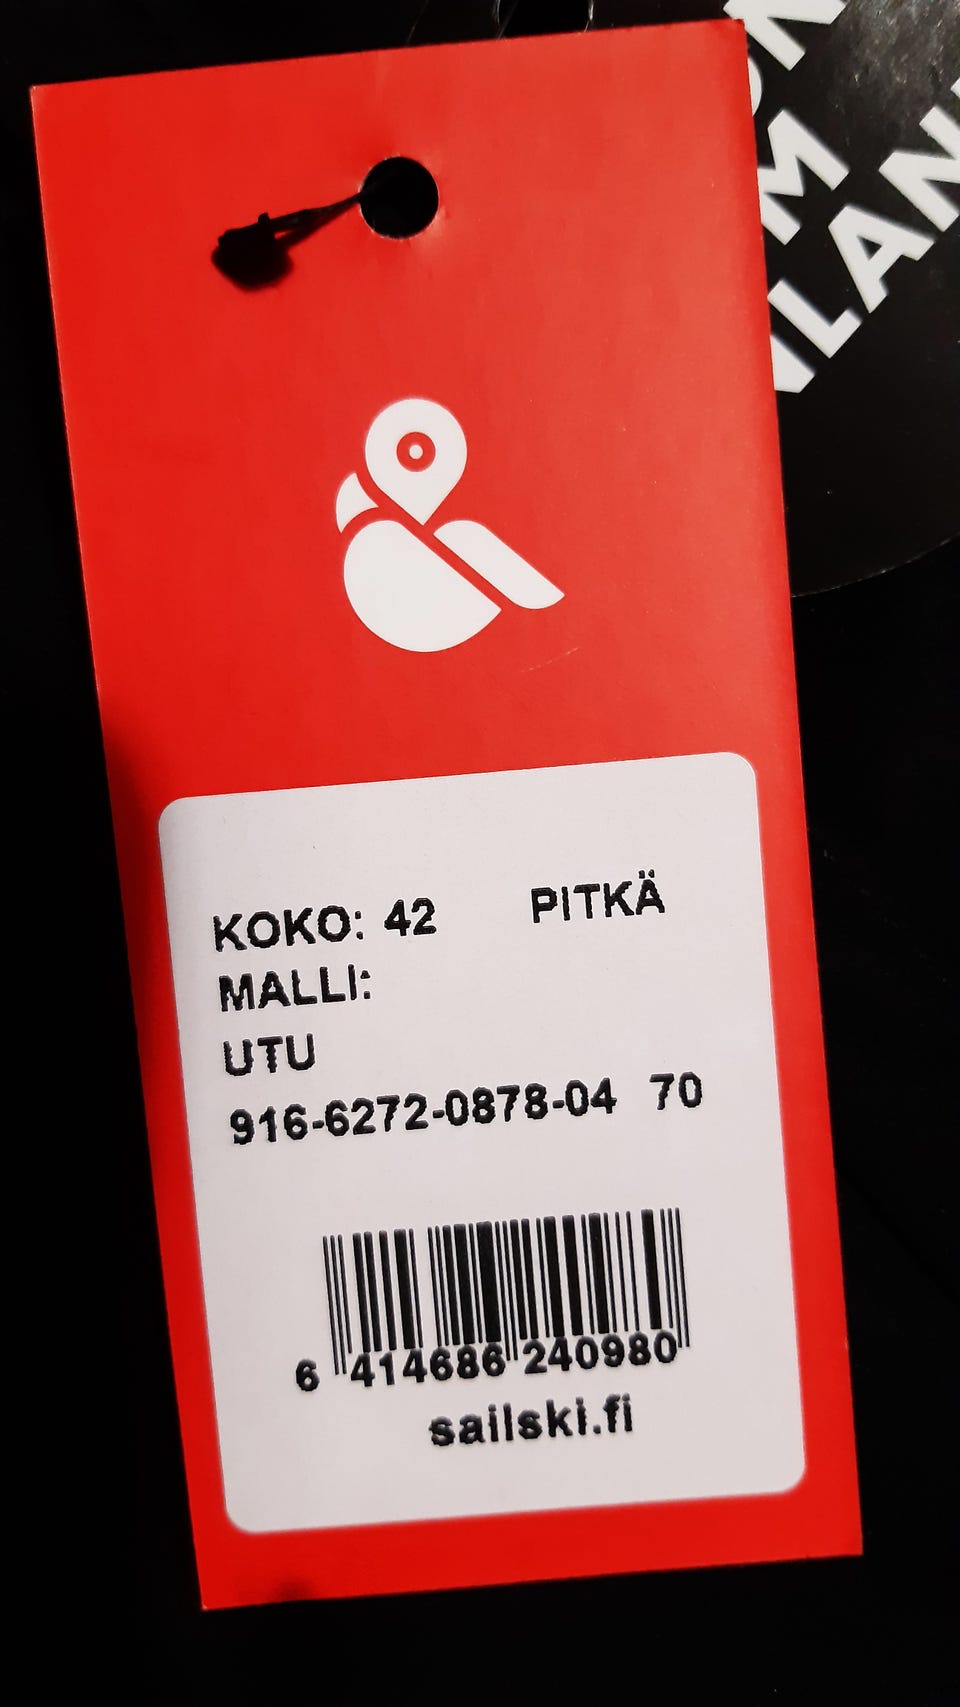 KOKO: 42 PITKÄ
MALLI:
UTU
916-6272-0878-04 70
6 414686 240980
sailski.fi